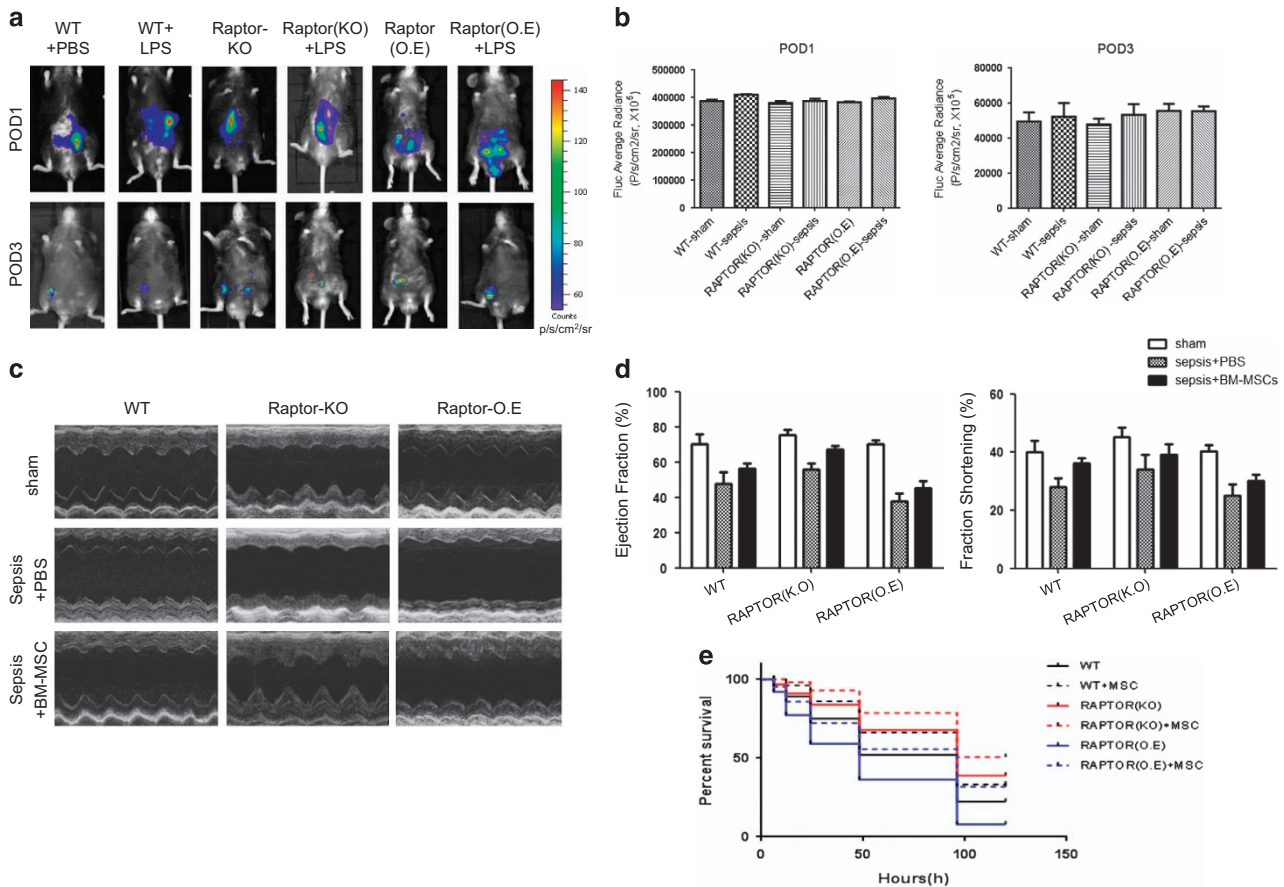 a
WT
+PBS
WT+
LPS
Raptor-
KO
Raptor(KO)
+LPS
Raptor
(O.E)
Raptor(O.E)
+LPS
POD1
POD3
140
120
100
80
60
Counts
p/s/cm²/sr
b
POD1
Fluc Average Radiance
(P/s/cm2/sr, X10⁵)
500000
400000
300000
200000
100000
0
WT-sham
WT-sepsis
RAPTOR(KO) -sham
RAPTOR(KO)-sepsis
RAPTOR(O.E)
RAPTOR(O.E)-sepsis
POD3
Fluc Average Radiance
(P/s/cm2/sr, X10⁵)
80000
60000
40000
20000
0
WT-sham
WT-sepsis
RAPTOR(KO) -sham
RAPTOR(KO) -sepsis
RAPTOR(O.E)-sham
RAPTOR(O.E)-sepsis
c
WT
Raptor-KO
Raptor-O.E
sham
Sepsis
+PBS
Sepsis
+BM-MSC
d
sham
sepsis+PBS
sepsis+BM-MSCs
Ejection Fraction (%)
100
80
60
40
20
0
WT
RAPTOR(K.O)
RAPTOR(O.E)
Fraction Shortening (%)
60
40
20
0
WT
RAPTOR(K.O)
RAPTOR(O.E)
e
Percent survival
100
50
0
0
50
100
150
Hours(h)
WT
WT+MSC
RAPTOR(KO)
RAPTOR(KO)+MSC
RAPTOR(O.E)
RAPTOR(O.E)+MSC